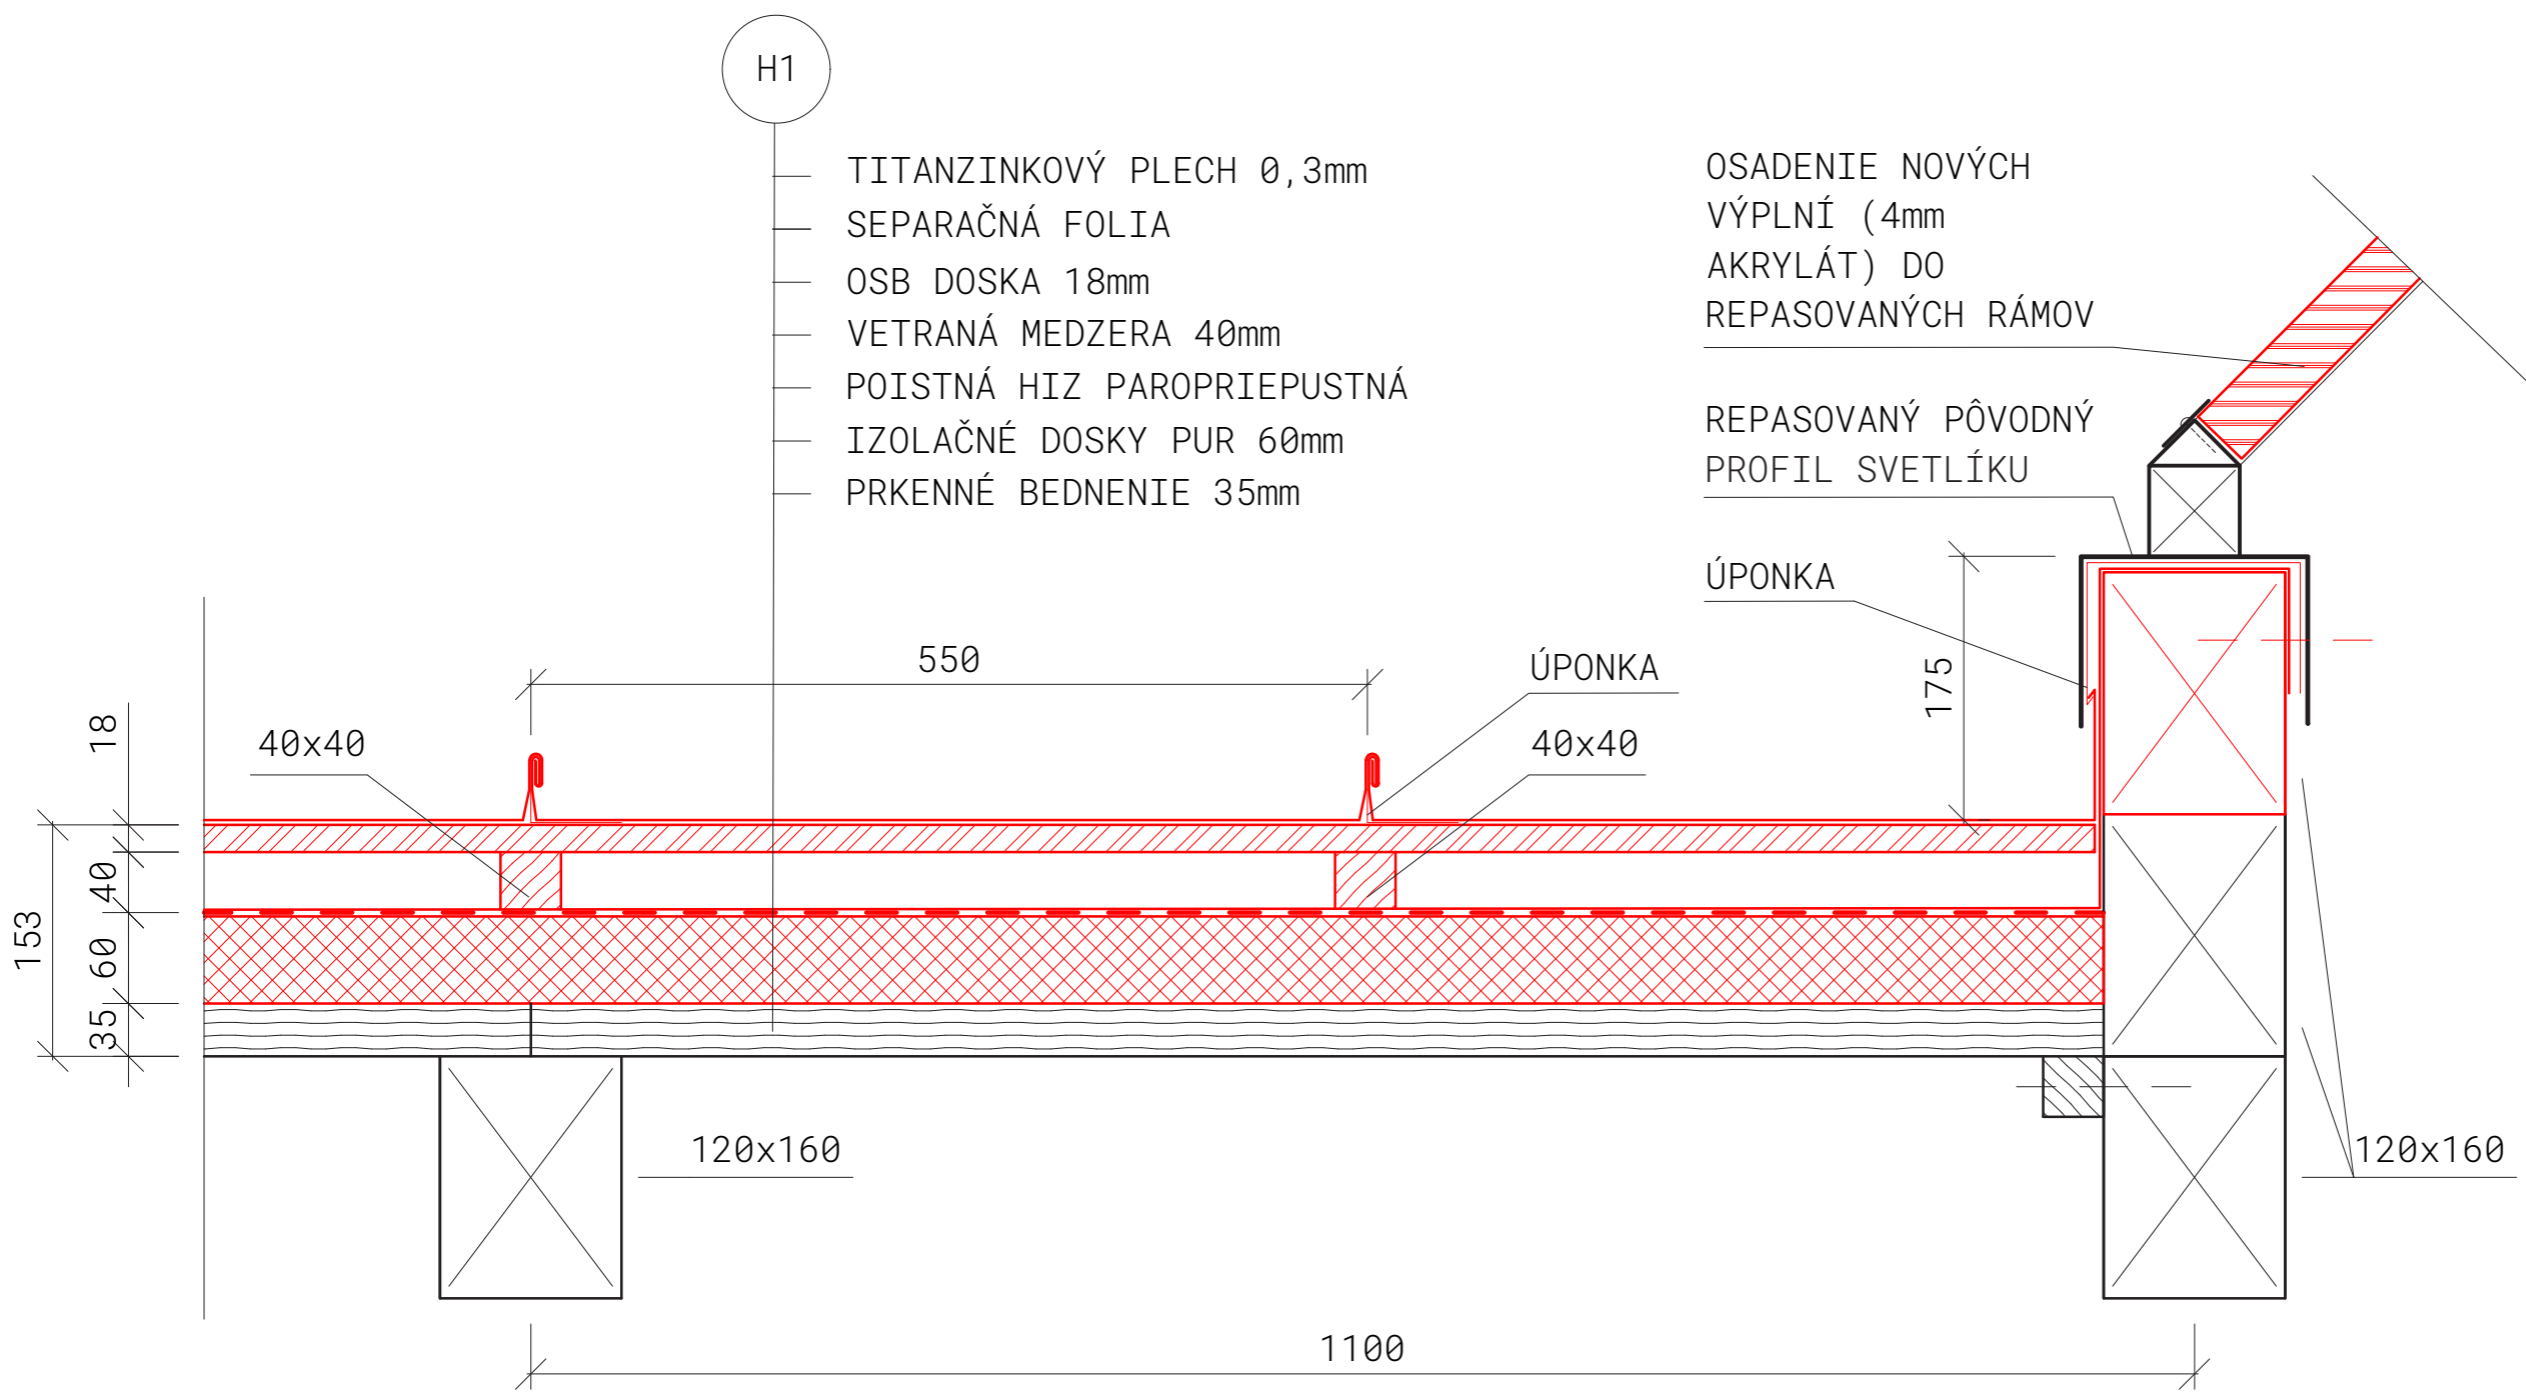 H1
TITANZINKOVÝ PLECH 0,3mm
SEPARAČNÁ FOLIA
OSB DOSKA 18mm
VETRANÁ MEDZERA 40mm
POISTNÁ HIZ PAROPRIEPUSTNÁ
IZOLAČNÉ DOSKY PUR 60mm
PRKENNÉ BEDNENIE 35mm
OSADENIE NOVÝCH
VÝPLNÍ (4mm
AKRYLÁT) DO
REPASOVANÝCH RÁMOV
REPASOVANÝ PÔVODNÝ
PROFIL SVETLÍKU
ÚPONKA
175
550
ÚPONKA
40x40
40x40
18
40
60
35
153
120x160
120x160
1100